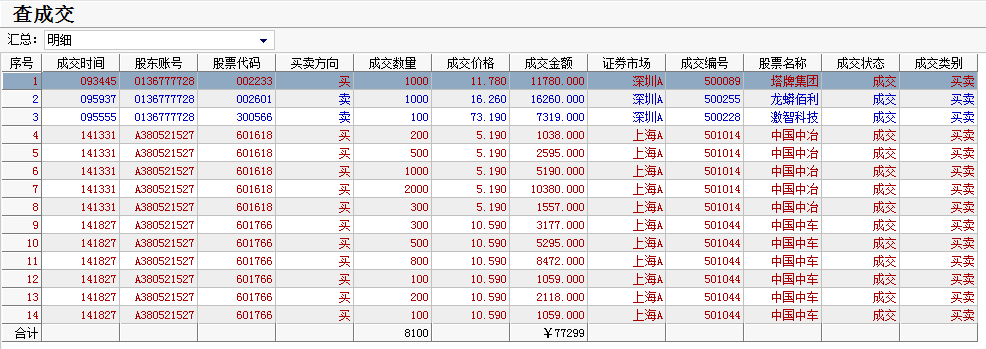 查成交
汇总: 明细
序号 成交时间 股东账号 股票代码 买卖方向 成交数量 成交价格 成交金额 证券市场 成交编号 股票名称 成交状态 成交类别
1 093445 0136777728 002233 买 1000 11.780 11780.000 深圳A 500089 塔牌集团 成交 买卖
2 095937 0136777728 002601 卖 1000 16.260 16260.000 深圳A 500255 龙蟒佰利 成交 买卖
3 095555 0136777728 300566 卖 100 73.190 7319.000 深圳A 500228 激智科技 成交 买卖
4 141331 A380521527 601618 买 200 5.190 1038.000 上海A 501014 中国中冶 成交 买卖
5 141331 A380521527 601618 买 500 5.190 2595.000 上海A 501014 中国中冶 成交 买卖
6 141331 A380521527 601618 买 1000 5.190 5190.000 上海A 501014 中国中冶 成交 买卖
7 141331 A380521527 601618 买 2000 5.190 10380.000 上海A 501014 中国中冶 成交 买卖
8 141331 A380521527 601618 买 300 5.190 1557.000 上海A 501014 中国中冶 成交 买卖
9 141827 A380521527 601766 买 300 10.590 3177.000 上海A 501044 中国中车 成交 买卖
10 141827 A380521527 601766 买 500 10.590 5295.000 上海A 501044 中国中车 成交 买卖
11 141827 A380521527 601766 买 800 10.590 8472.000 上海A 501044 中国中车 成交 买卖
12 141827 A380521527 601766 买 100 10.590 1059.000 上海A 501044 中国中车 成交 买卖
13 141827 A380521527 601766 买 200 10.590 2118.000 上海A 501044 中国中车 成交 买卖
14 141827 A380521527 601766 买 100 10.590 1059.000 上海A 501044 中国中车 成交 买卖
合计 8100 ￥77299